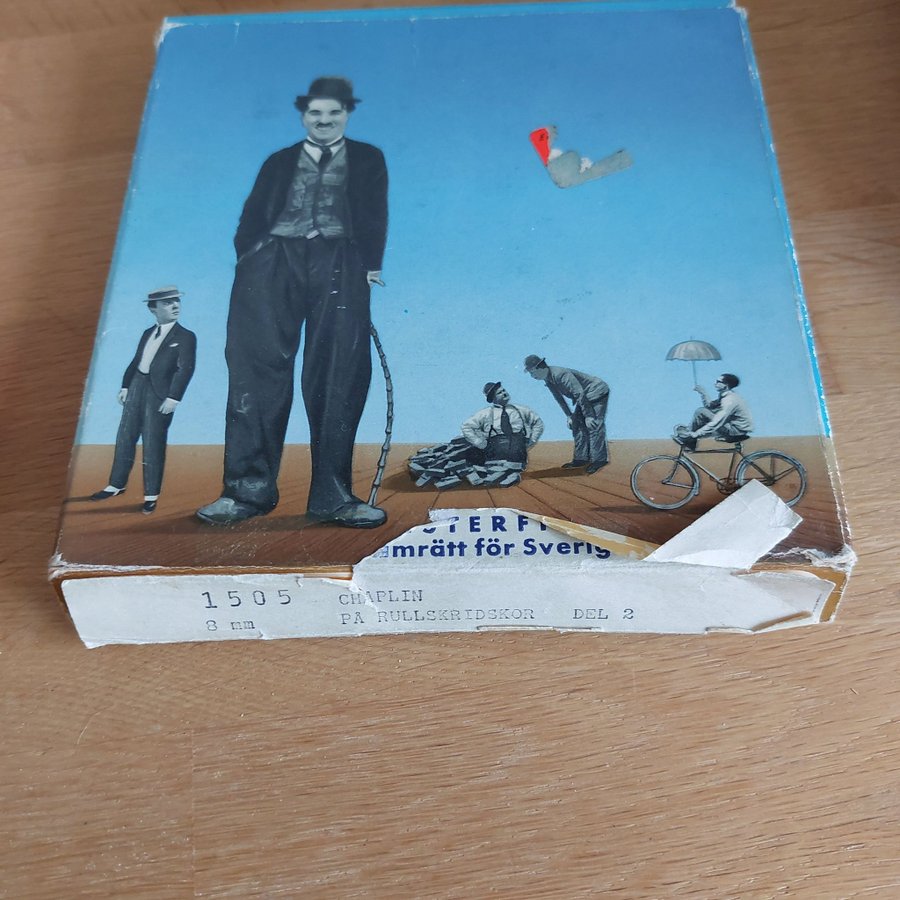 STERFI
mrätt för Sverig
1505 CHAPLIN
8 mm PÅ RULLSKRIDSKOR DEL 2